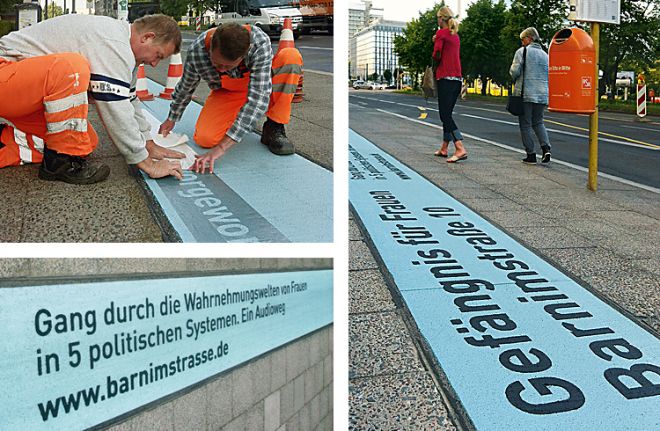 Gang durch die Wahrnehmungswelten von Frauen
in 5 politischen Systemen. Ein Audioweg
www.barnimstrasse.de
Gefängnis für Frauen
Barnimstraße 10